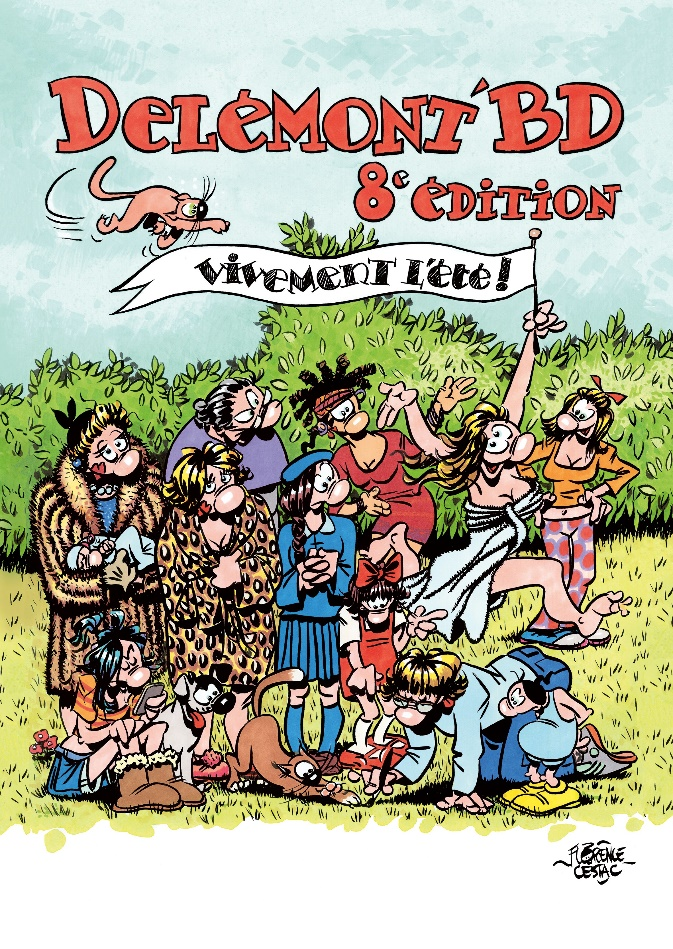 DELÉMONT'BD
8e ÉDITION
VIVEMENT L'ÉTÉ!
FLORENCE
CESTAC